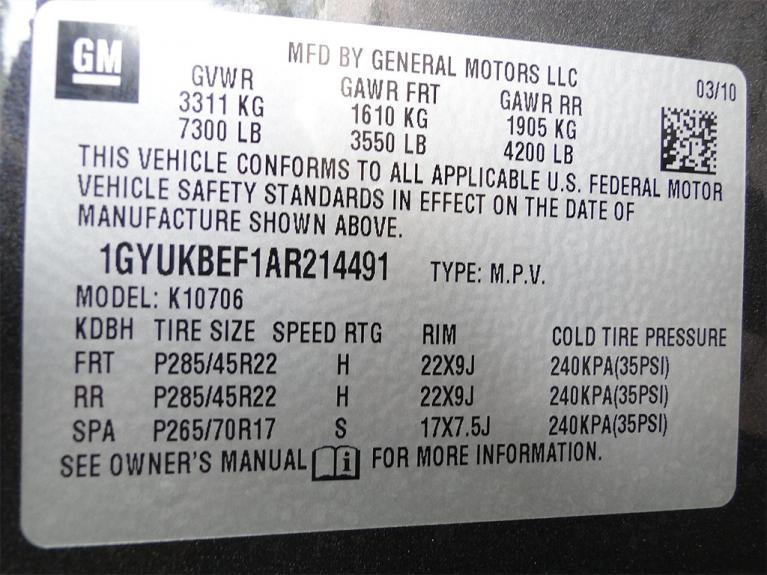 GM
MFD BY GENERAL MOTORS LLC
03/10
GVWR GAWR FRT GAWR RR
3311 KG 1610 KG 1905 KG
7300 LB 3550 LB 4200 LB
THIS VEHICLE CONFORMS TO ALL APPLICABLE U.S. FEDERAL MOTOR
VEHICLE SAFETY STANDARDS IN EFFECT ON THE DATE OF
MANUFACTURE SHOWN ABOVE.
1GYUKBEF1AR214491 TYPE: M.P.V.
MODEL: K10706
KDBH TIRE SIZE SPEED RTG RIM COLD TIRE PRESSURE
FRT P285/45R22 H 22X9J 240KPA(35PSI)
RR P285/45R22 H 22X9J 240KPA(35PSI)
SPA P265/70R17 S 17X7.5J 240KPA(35PSI)
SEE OWNER'S MANUAL i FOR MORE INFORMATION.